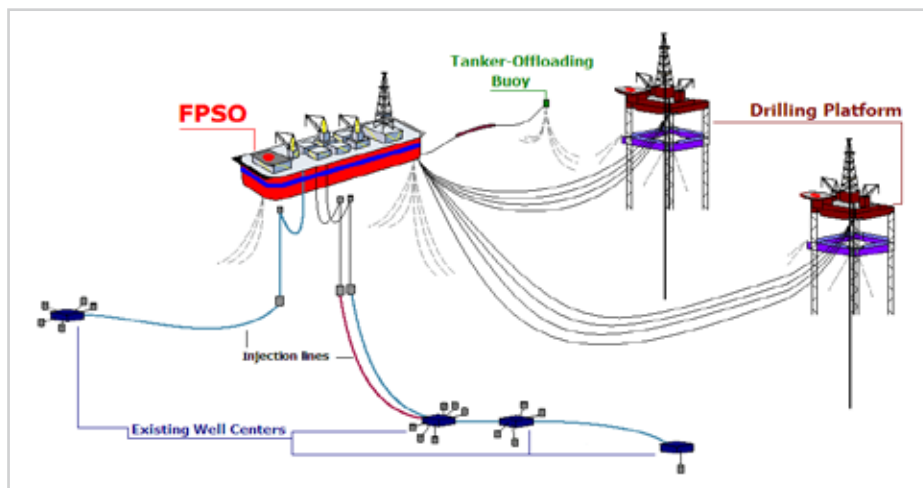 Tanker-Offloading
Buoy
FPSO
Drilling Platform
Injection lines
Existing Well Centers